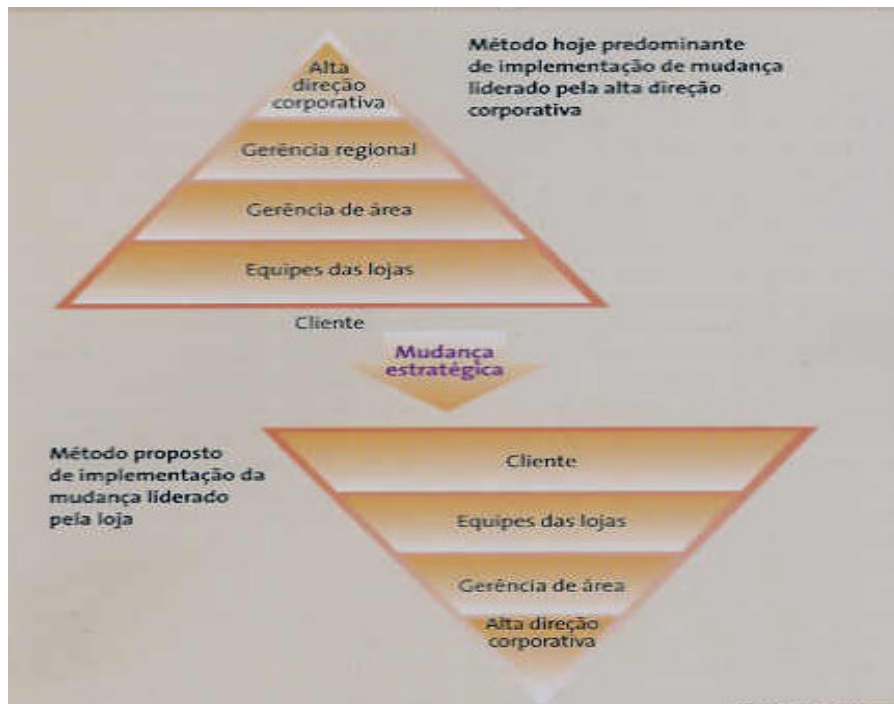 Alta
direção
corporativa
Método hoje predominante
de implementação de mudança
liderado pela alta direção
corporativa
Gerência regional
Gerência de área
Equipes das lojas
Cliente
Mudança
estratégica
Método proposto
de implementação da
mudança liderado
pela loja
Cliente
Equipes das lojas
Gerência de área
Alta direção
corporativa